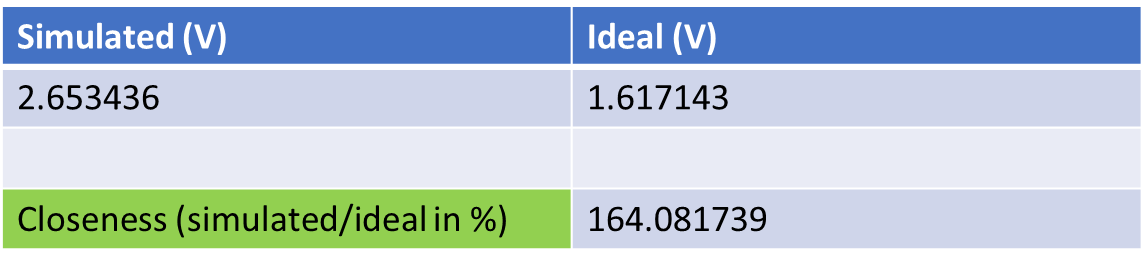 Simulated (V) Ideal (V)
2.653436 1.617143
Closeness (simulated/ideal in %) 164.081739